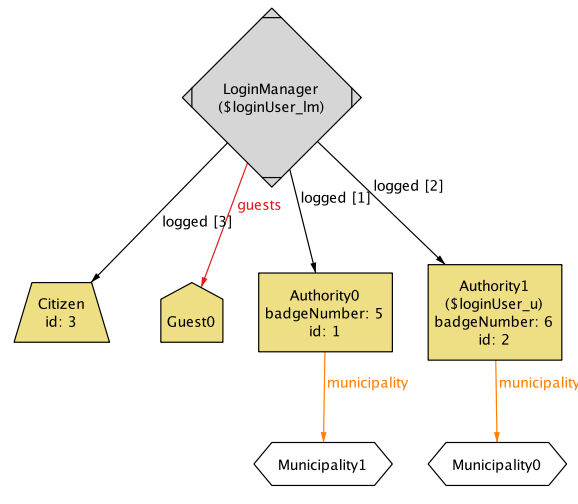 LoginManager
($loginUser_lm)
logged [2]
logged [1]
guests
logged [3]
Citizen
id: 3
Guest0
Authority0
badgeNumber: 5
id: 1
Authority1
($loginUser_u)
badgeNumber: 6
id: 2
municipality
municipality
Municipality1
Municipality0